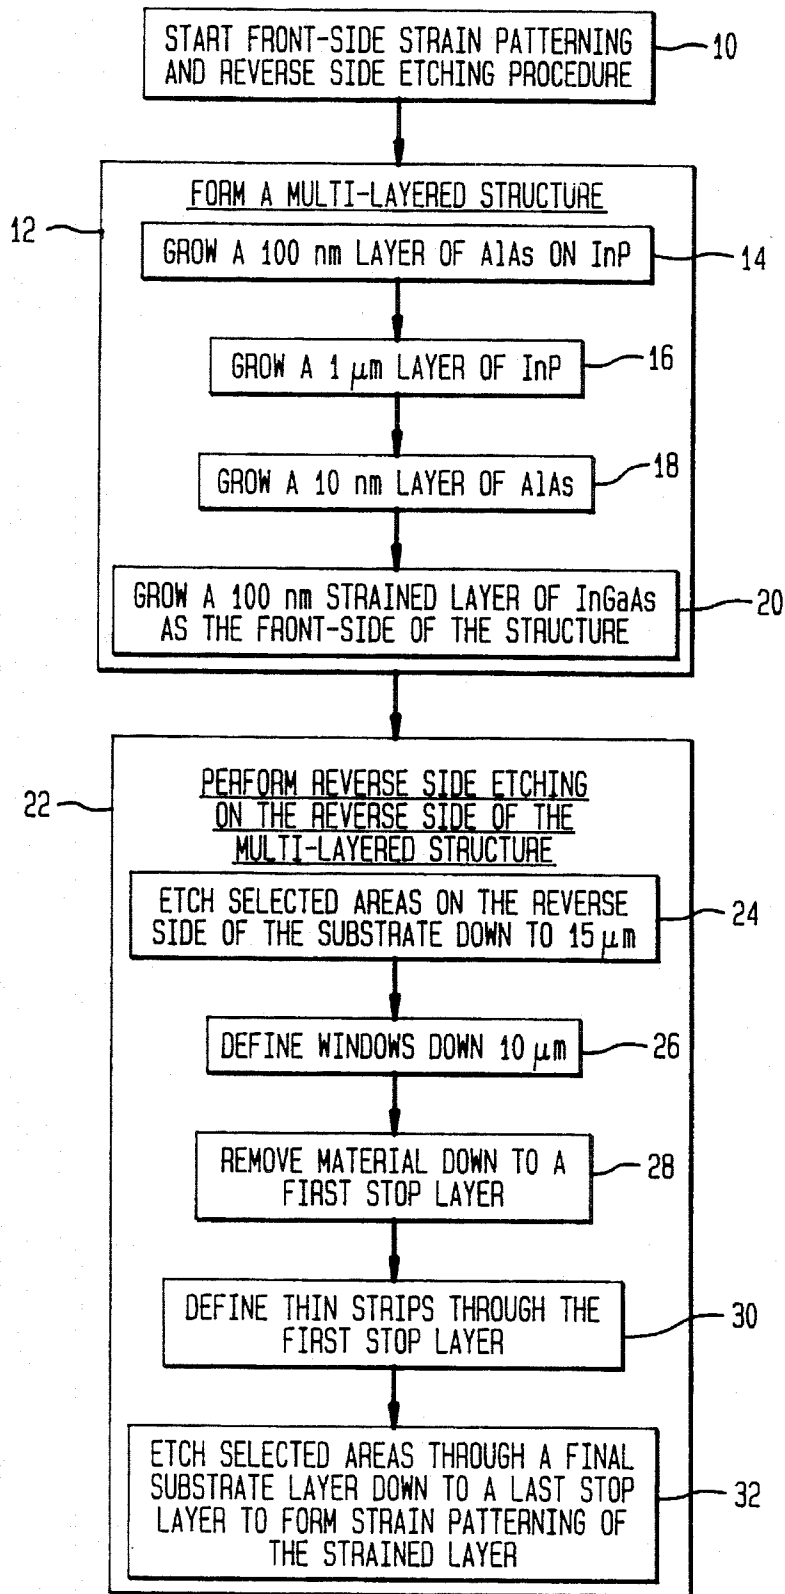 START FRONT-SIDE STRAIN PATTERNING
AND REVERSE SIDE ETCHING PROCEDURE
10
FORM A MULTI-LAYERED STRUCTURE
12
GROW A 100 nm LAYER OF AlAs ON InP
14
GROW A 1 μm LAYER OF InP
16
GROW A 10 nm LAYER OF AlAs
18
GROW A 100 nm STRAINED LAYER OF InGaAs
AS THE FRONT-SIDE OF THE STRUCTURE
20
PERFORM REVERSE SIDE ETCHING
ON THE REVERSE SIDE OF THE
MULTI-LAYERED STRUCTURE
22
ETCH SELECTED AREAS ON THE REVERSE
SIDE OF THE SUBSTRATE DOWN TO 15 μm
24
DEFINE WINDOWS DOWN 10 μm
26
REMOVE MATERIAL DOWN TO A
FIRST STOP LAYER
28
DEFINE THIN STRIPS THROUGH THE
FIRST STOP LAYER
30
ETCH SELECTED AREAS THROUGH A FINAL
SUBSTRATE LAYER DOWN TO A LAST STOP
LAYER TO FORM STRAIN PATTERNING OF
THE STRAINED LAYER
32